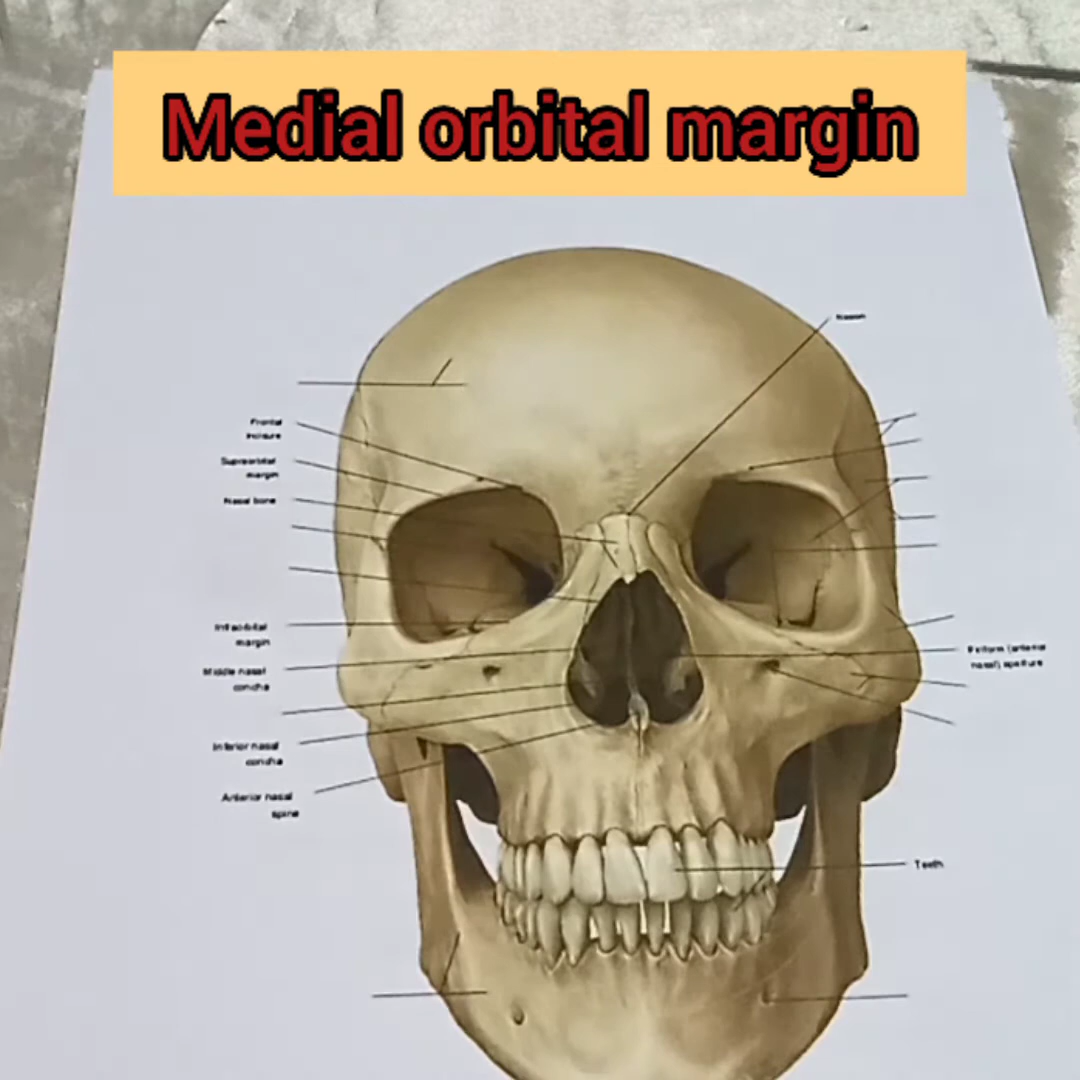 Medial orbital margin
Nasion
Frontal
incisure
Supraorbital
margin
Nasal bone
Infraorbital
margin
Middle nasal
concha
Piriform (anterior
nasal) aperture
Inferior nasal
concha
Anterior nasal
spine
Teeth